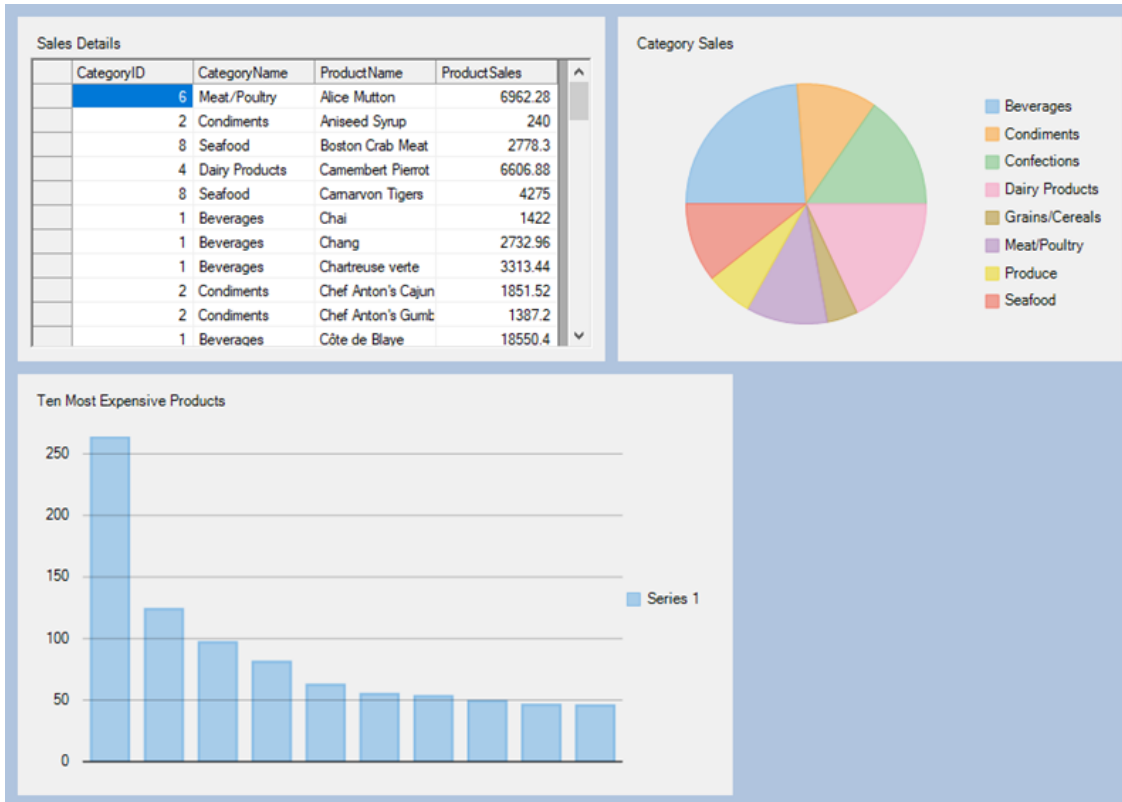 Sales Details
CategoryID CategoryName ProductName ProductSales
6 Meat/Poultry Alice Mutton 6962.28
2 Condiments Aniseed Syrup 240
8 Seafood Boston Crab Meat 2778.3
4 Dairy Products Camembert Pierrot 6606.88
8 Seafood Carnarvon Tigers 4275
1 Beverages Chai 1422
1 Beverages Chang 2732.96
1 Beverages Chartreuse verte 3313.44
2 Condiments Chef Anton's Cajun 1851.52
2 Condiments Chef Anton's Gumb 1387.2
1 Beverages Côte de Blaye 18550.4
Category Sales
Beverages
Condiments
Confections
Dairy Products
Grains/Cereals
Meat/Poultry
Produce
Seafood
Ten Most Expensive Products
250
200
150
100
50
0
Series 1